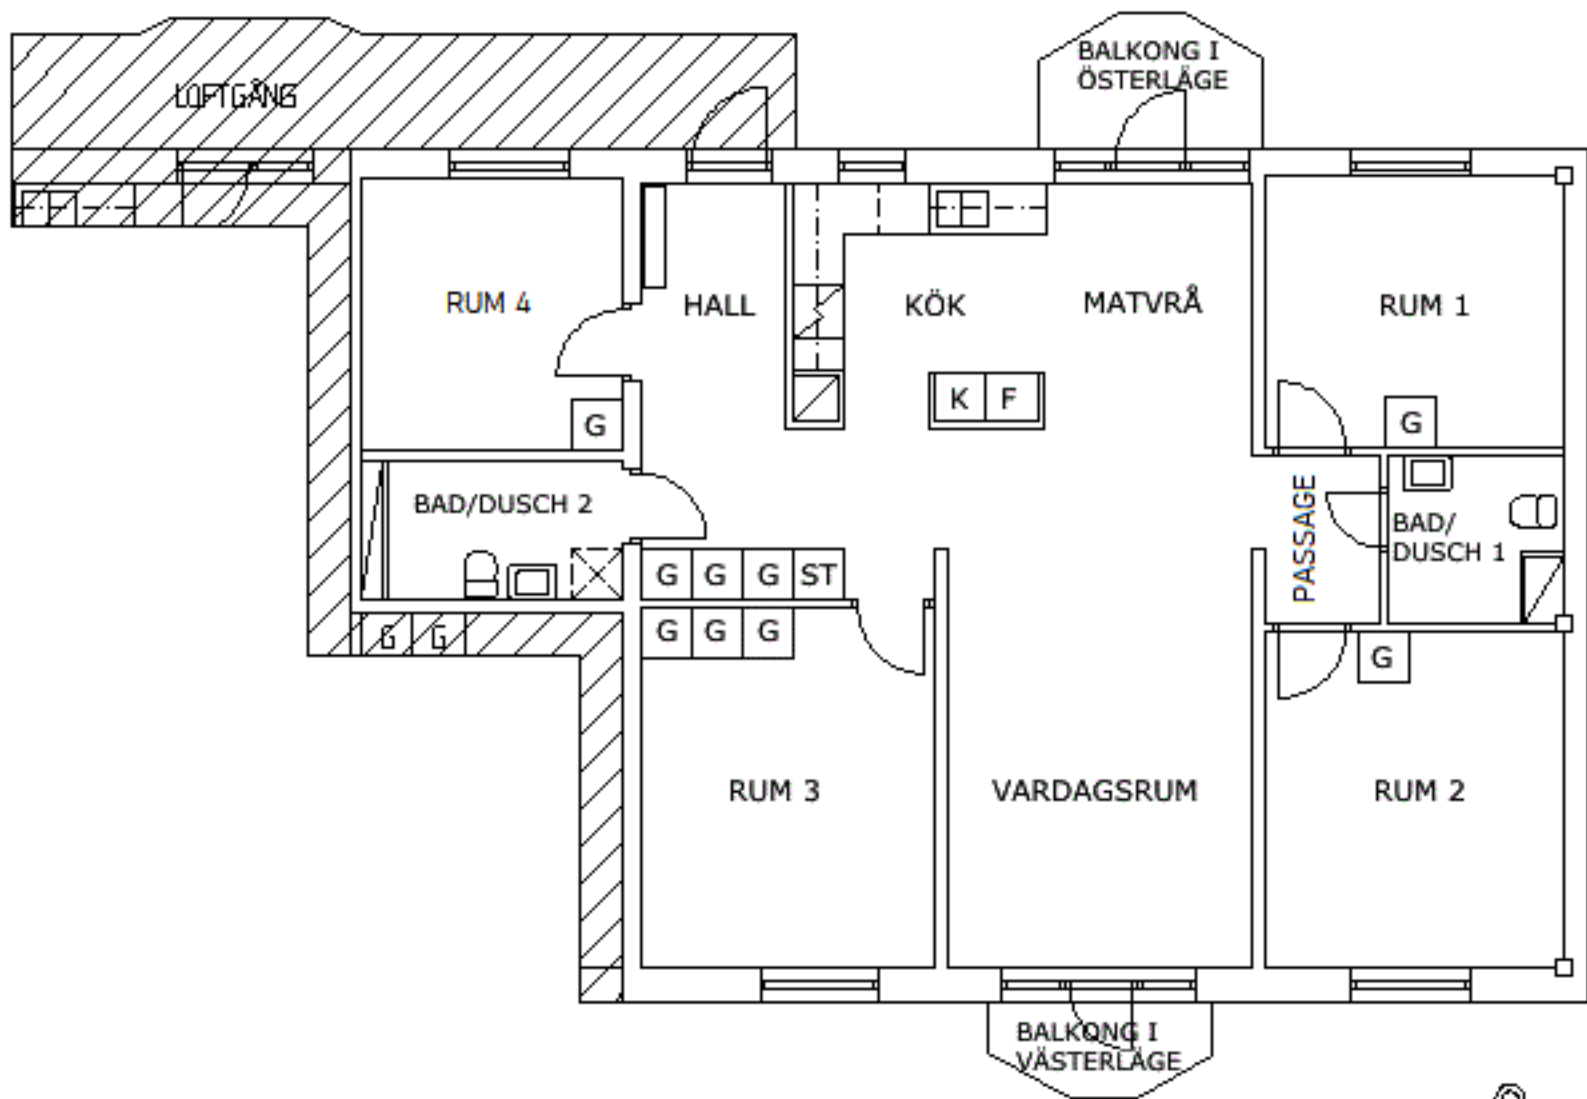 BALKONG I
ÖSTERLÄGE
LOFTGÅNG
RUM 4
HALL
KÖK
MATVRÅ
RUM 1
K F
G
G
BAD/DUSCH 2
PASSAGE
BAD/
DUSCH 1
G G G ST
G G
G G G
G
RUM 3
VARDAGSRUM
RUM 2
BALKONG I
VÄSTERLÄGE